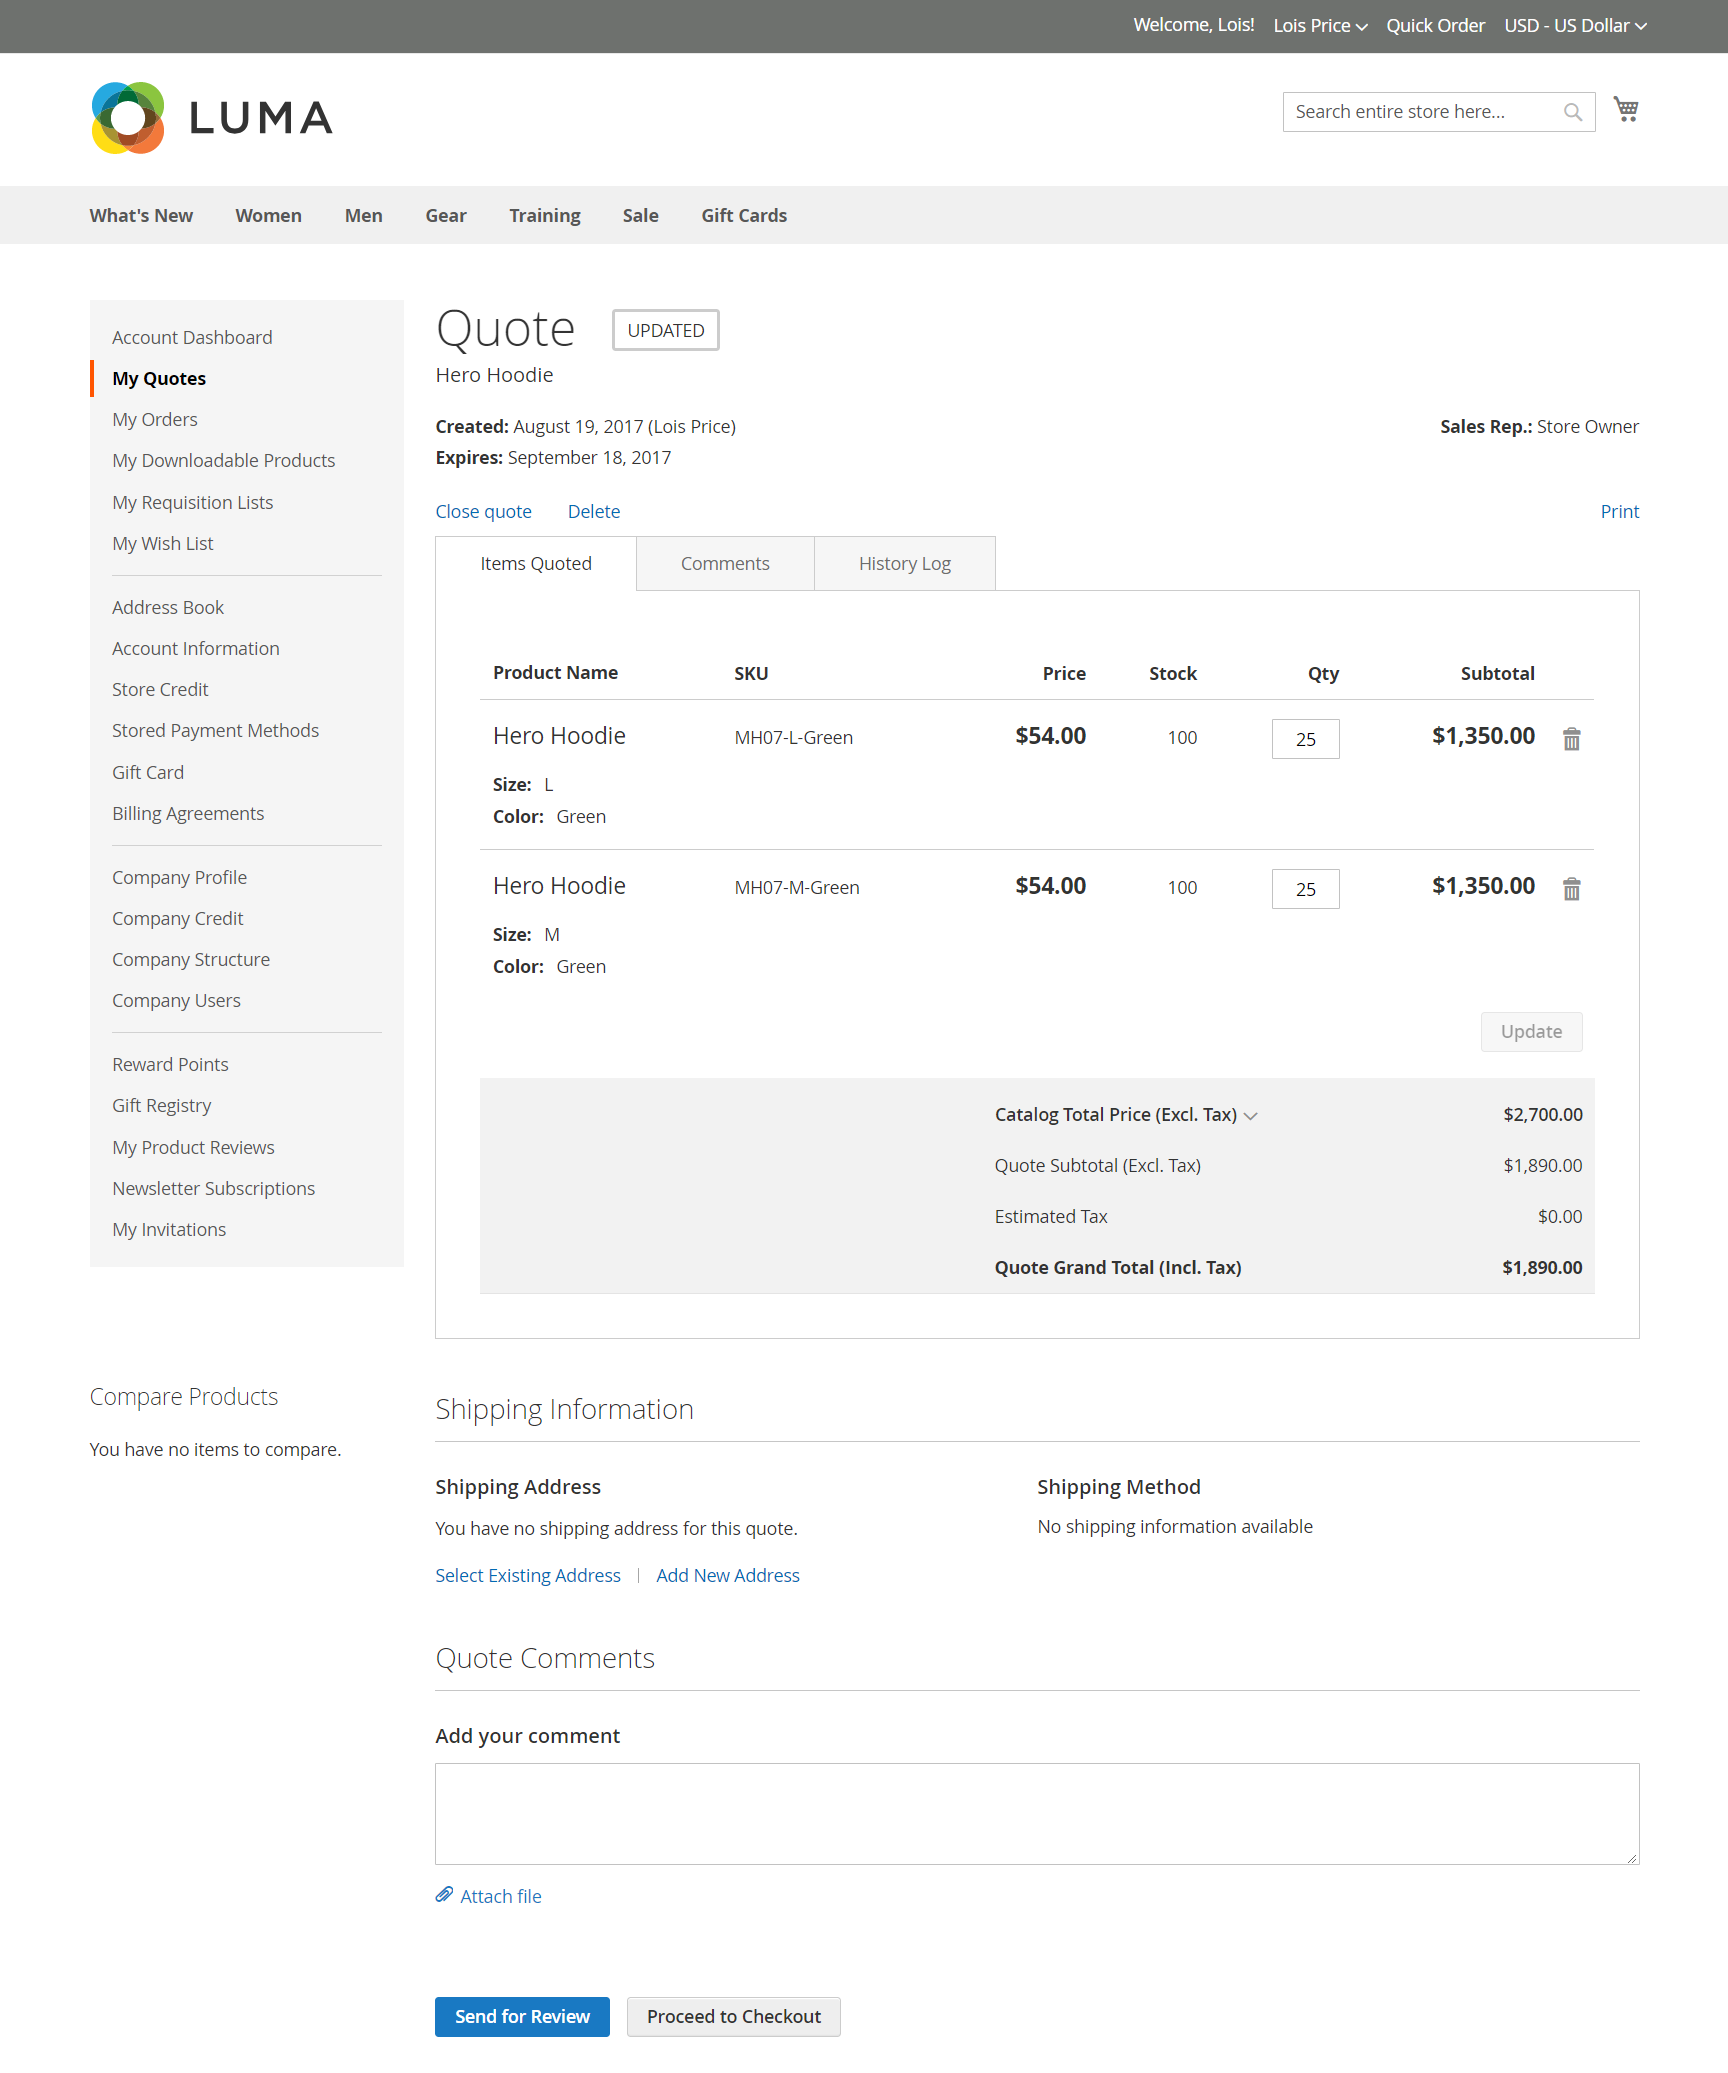 Welcome, Lois! Lois Price Quick Order USD - US Dollar
LUMA
Search entire store here...
What's New Women Men Gear Training Sale Gift Cards
Account Dashboard
My Quotes
My Orders
My Downloadable Products
My Requisition Lists
My Wish List
Address Book
Account Information
Store Credit
Stored Payment Methods
Gift Card
Billing Agreements
Company Profile
Company Credit
Company Structure
Company Users
Reward Points
Gift Registry
My Product Reviews
Newsletter Subscriptions
My Invitations
Compare Products
You have no items to compare.
Quote UPDATED
Hero Hoodie
Created: August 19, 2017 (Lois Price) Sales Rep.: Store Owner
Expires: September 18, 2017
Close quote Delete Print
Items Quoted Comments History Log
Product Name SKU Price Stock Qty Subtotal
Hero Hoodie MH07-L-Green $54.00 100 25 $1,350.00
Size: L
Color: Green
Hero Hoodie MH07-M-Green $54.00 100 25 $1,350.00
Size: M
Color: Green
Update
Catalog Total Price (Excl. Tax) $2,700.00
Quote Subtotal (Excl. Tax) $1,890.00
Estimated Tax $0.00
Quote Grand Total (Incl. Tax) $1,890.00
Shipping Information
Shipping Address Shipping Method
You have no shipping address for this quote. No shipping information available
Select Existing Address | Add New Address
Quote Comments
Add your comment
Attach file
Send for Review Proceed to Checkout